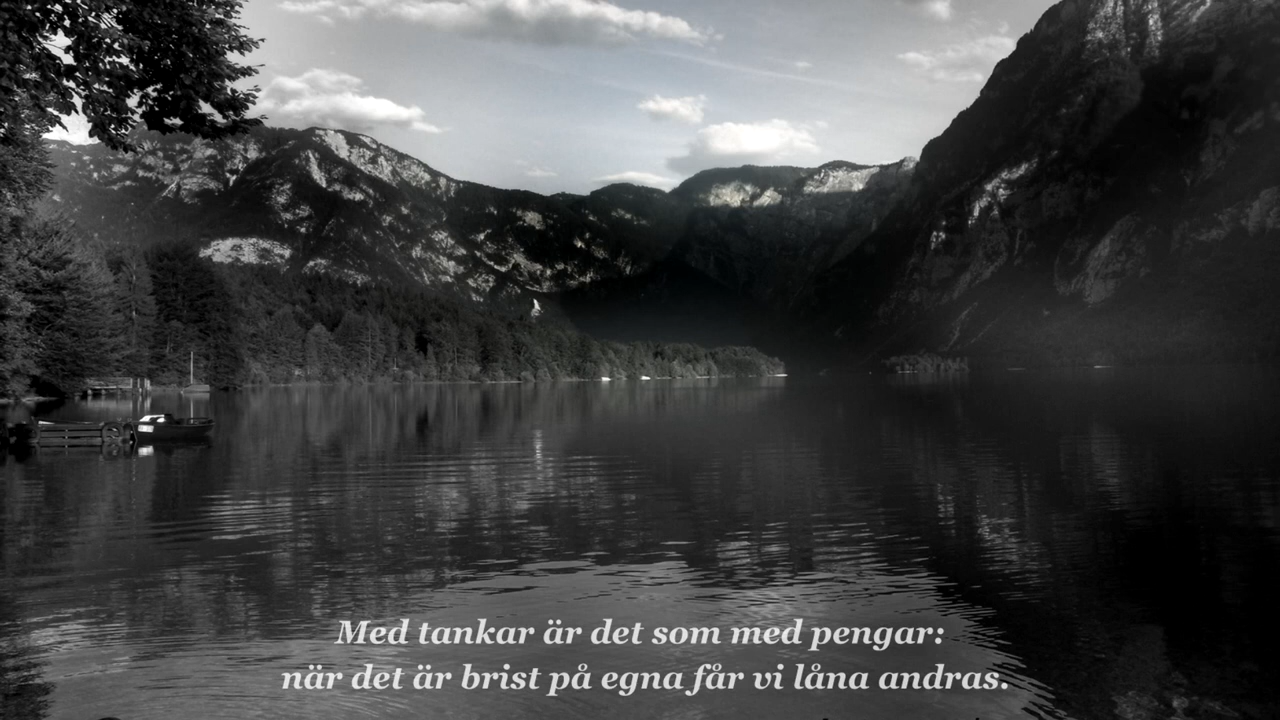 Med tankar är det som med pengar:
när det är brist på egna får vi låna andras.